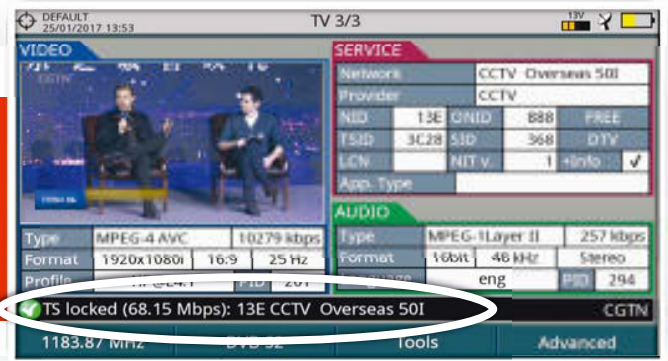 DEFAULT
25/01/2017 13:53
TV 3/3
13V
VIDEO
CGTN
Type MPEG-4 AVC 10279 kbps
Format 1920x1080i 16:9 25 Hz
Profile PID
SERVICE
Network CCTV Overseas 50I
Provider CCTV
NID 13E ONID 888 FREE
TSID 3C28 SID 368 DTV
LCN NIT V. 1 +Info
App. Type
AUDIO
Type MPEG-1Layer II 257 kbps
Format 16bit 48 kHz Stereo
eng PID 294
TS locked (68.15 Mbps): 13E CCTV Overseas 50I
CGTN
1183.87 MHz Tools Advanced